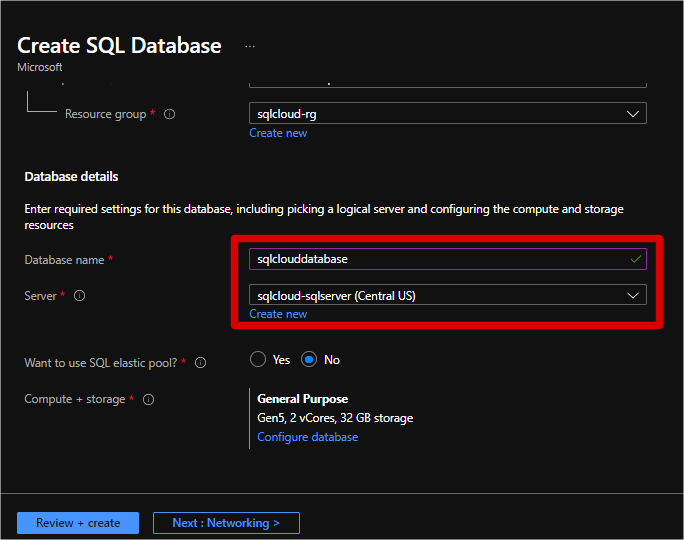 Create SQL Database ...
Microsoft
Resource group *
sqlcloud-rg
Create new
Database details
Enter required settings for this database, including picking a logical server and configuring the compute and storage
resources
Database name *
sqlclouddatabase
Server *
sqlcloud-sqlserver (Central US)
Create new
Want to use SQL elastic pool? *
Yes
No
Compute + storage *
General Purpose
Gen5, 2 vCores, 32 GB storage
Configure database
Review + create
Next : Networking >